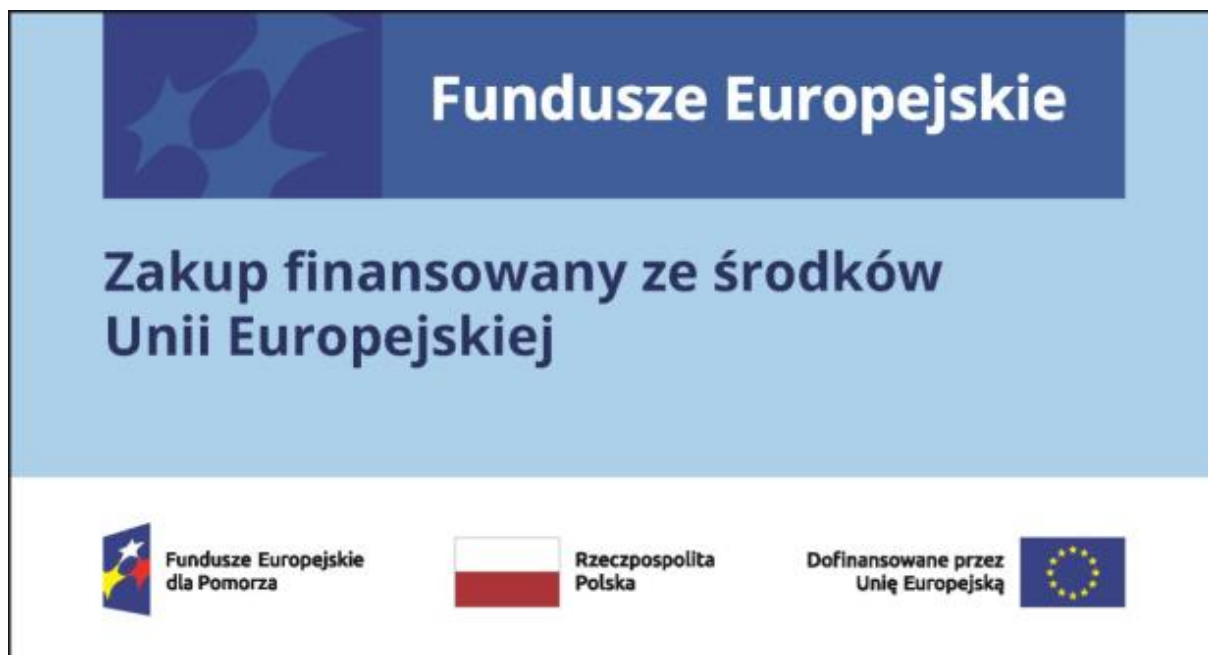 Fundusze Europejskie
Zakup finansowany ze środków
Unii Europejskiej
Fundusze Europejskie
dla Pomorza
Rzeczpospolita
Polska
Dofinansowane przez
Unię Europejską